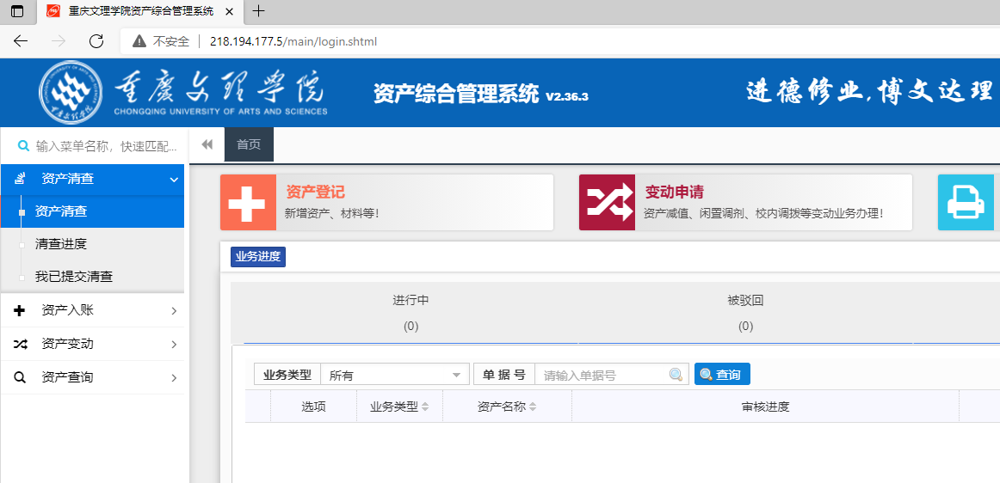 重庆文理学院资产综合管理系统
不安全 218.194.177.5/main/login.shtml
重庆文理学院
CHONGQING UNIVERSITY OF ARTS AND SCIENCES
资产综合管理系统 V2.36.3
进德修业,博文达理
输入菜单名称，快速匹配...
首页
资产清查
资产清查
清查进度
我已提交清查
资产入账
资产变动
资产查询
资产登记
新增资产、材料等!
变动申请
资产减值、闲置调剂、校内调拨等变动业务办理!
业务进度
进行中
(0)
被驳回
(0)
业务类型 所有 单据号 请输入单据号 查询
选项 业务类型 资产名称 审核进度